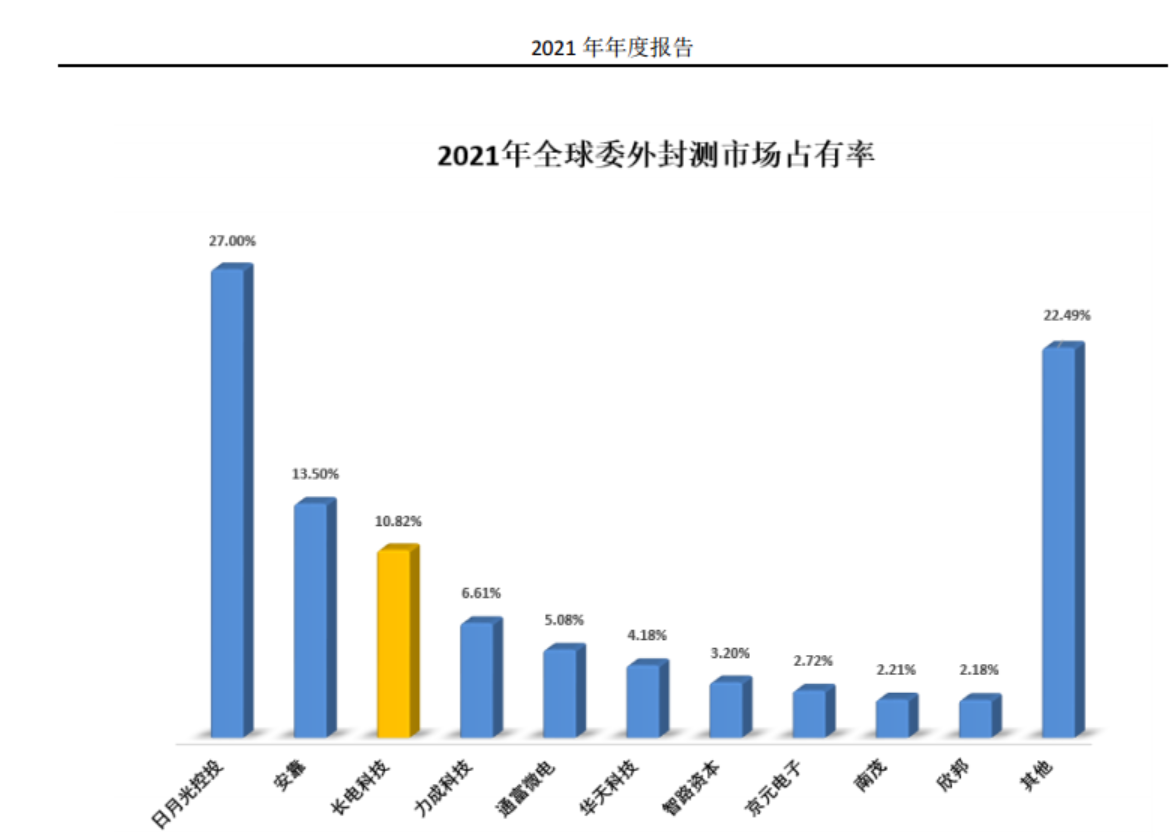 2021 年年度报告
2021年全球委外封测市场占有率
27.00%
13.50%
10.82%
6.61%
5.08%
4.18%
3.20%
2.72%
2.21%
2.18%
22.49%
日月光控投
安靠
长电科技
力成科技
通富微电
华天科技
智路资本
京元电子
南茂
欣邦
其他